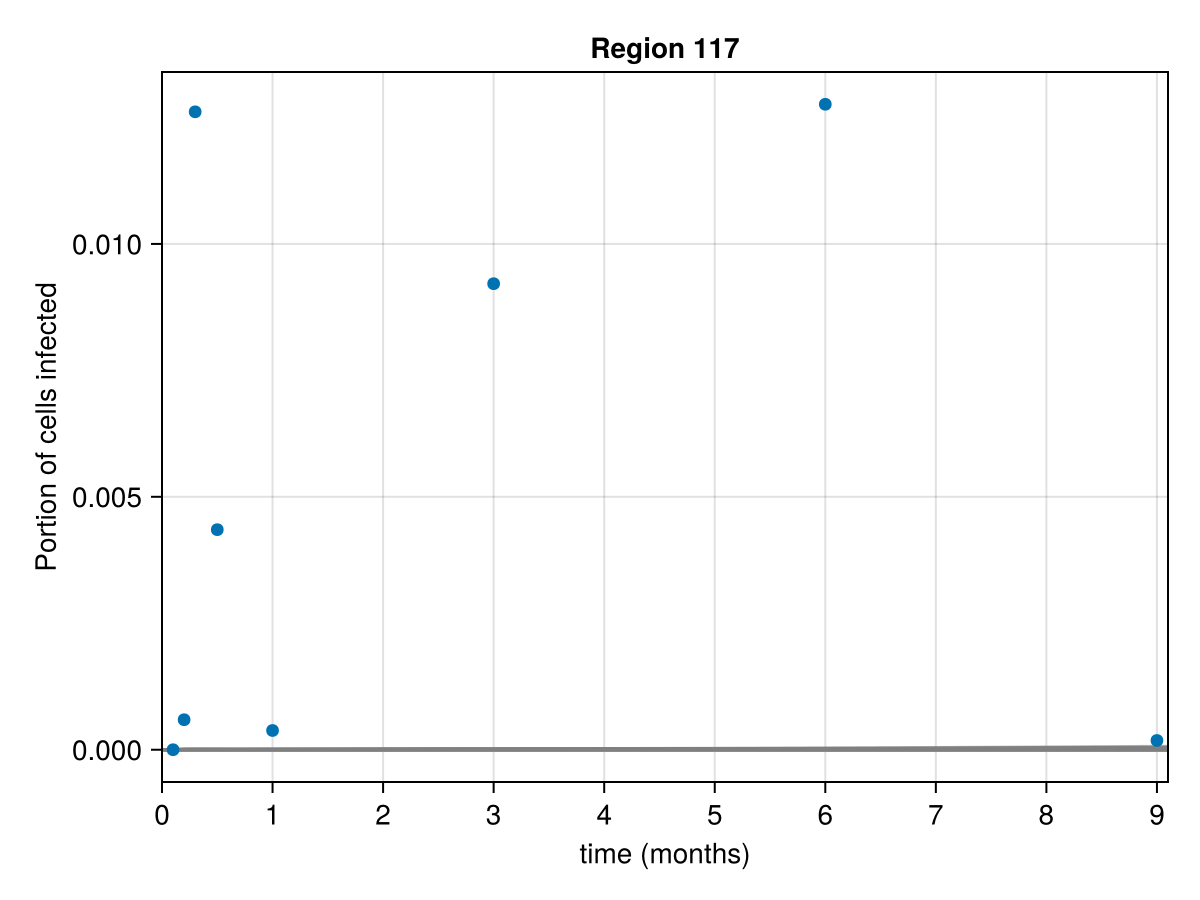 Region 117
Portion of cells infected
0.010
0.005
0.000
0 1 2 3 4 5 6 7 8 9
time (months)